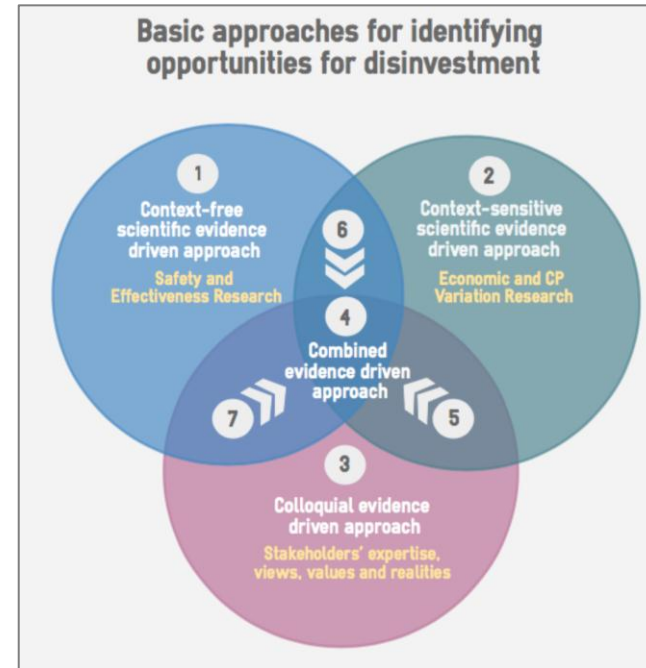 Basic approaches for identifying
opportunities for disinvestment
1
Context-free
scientific evidence
driven approach
Safety and
Effectiveness Research
2
Context-sensitive
scientific evidence
driven approach
Economic and CP
Variation Research
6
4
Combined
evidence driven
approach
7
5
3
Colloquial evidence
driven approach
Stakeholders' expertise,
views, values and realities